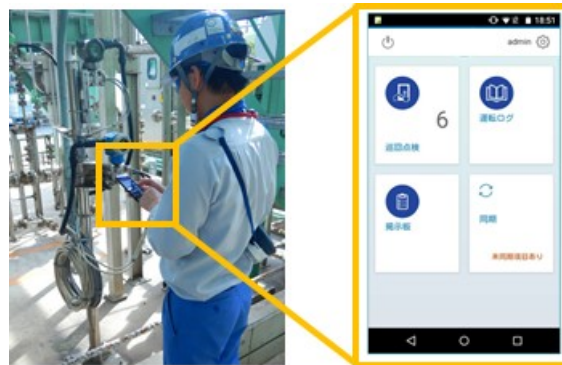 18:51
admin
6
巡回点検
運転ログ
掲示板
同期
未同期項目あり